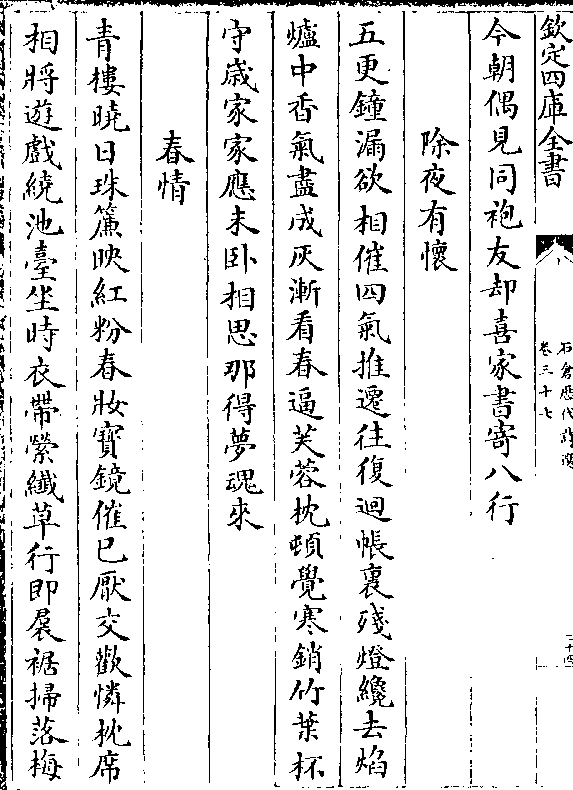 欽定四庫全書
石倉歷代詩選
卷三十七
二十四
今朝偶見同袍友却喜家書寄八行
除夜有懷
五更鐘漏欲相催四氣推遷往復迴帳裏殘燈纔去焰
爐中香氣盡成灰漸看春逼芙蓉枕頓覺寒銷竹葉杯
守歲家家應未卧相思那得夢魂來
春情
青樓曉日珠簾映紅粉春妝寶鏡催已厭交歡憐枕席
相將遊戲繞池臺坐時衣帶縈纖草行即裠裾掃落梅